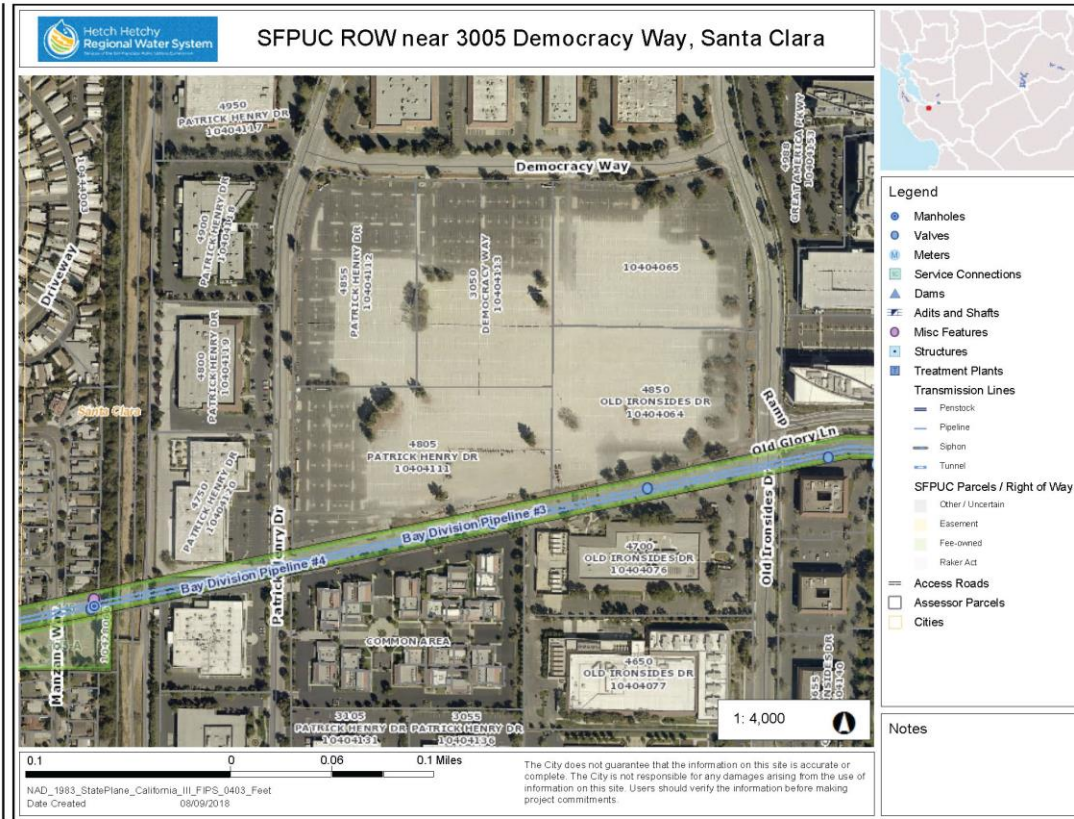 Hetch Hetchy
Regional Water System
SFPUC ROW near 3005 Democracy Way, Santa Clara
4950
PATRICK HENRY DR
10404117
Democracy Way
GREAT AMERICA PKWY
10404153
Driveway
4900
PATRICK HENRY DR
10404118
4855
PATRICK HENRY DR
10404112
3050
DEMOCRACY WAY
10404113
10404065
4800
PATRICK HENRY DR
10404119
Santa Clara
4850
OLD IRONSIDES DR
10404064
Ramp
Old Glory Ln
4805
PATRICK HENRY DR
10404111
4750
PATRICK HENRY DR
10404120
Patrick Henry Dr
Bay Division Pipeline #3
Bay Division Pipeline #4
Old Ironsides Dr
4700
OLD IRONSIDES DR
10404076
COMMON AREA
4650
OLD IRONSIDES DR
10404077
3105
PATRICK HENRY DR
10404131
3055
PATRICK HENRY DR
10404136
1: 4,000
Legend
Manholes
Valves
Meters
Service Connections
Dams
Adits and Shafts
Misc Features
Structures
Treatment Plants
Transmission Lines
Penstock
Pipeline
Siphon
Tunnel
SFPUC Parcels / Right of Way
Other / Uncertain
Easement
Fee-owned
Raker Act
Access Roads
Assessor Parcels
Cities
Notes
0.1 0 0.06 0.1 Miles
NAD_1983_StatePlane_California_III_FIPS_0403_Feet
Date Created 08/09/2018
The City does not guarantee that the information on this site is accurate or
complete. The City is not responsible for any damages arising from the use of
information on this site. Users should verify the information before making
project commitments.